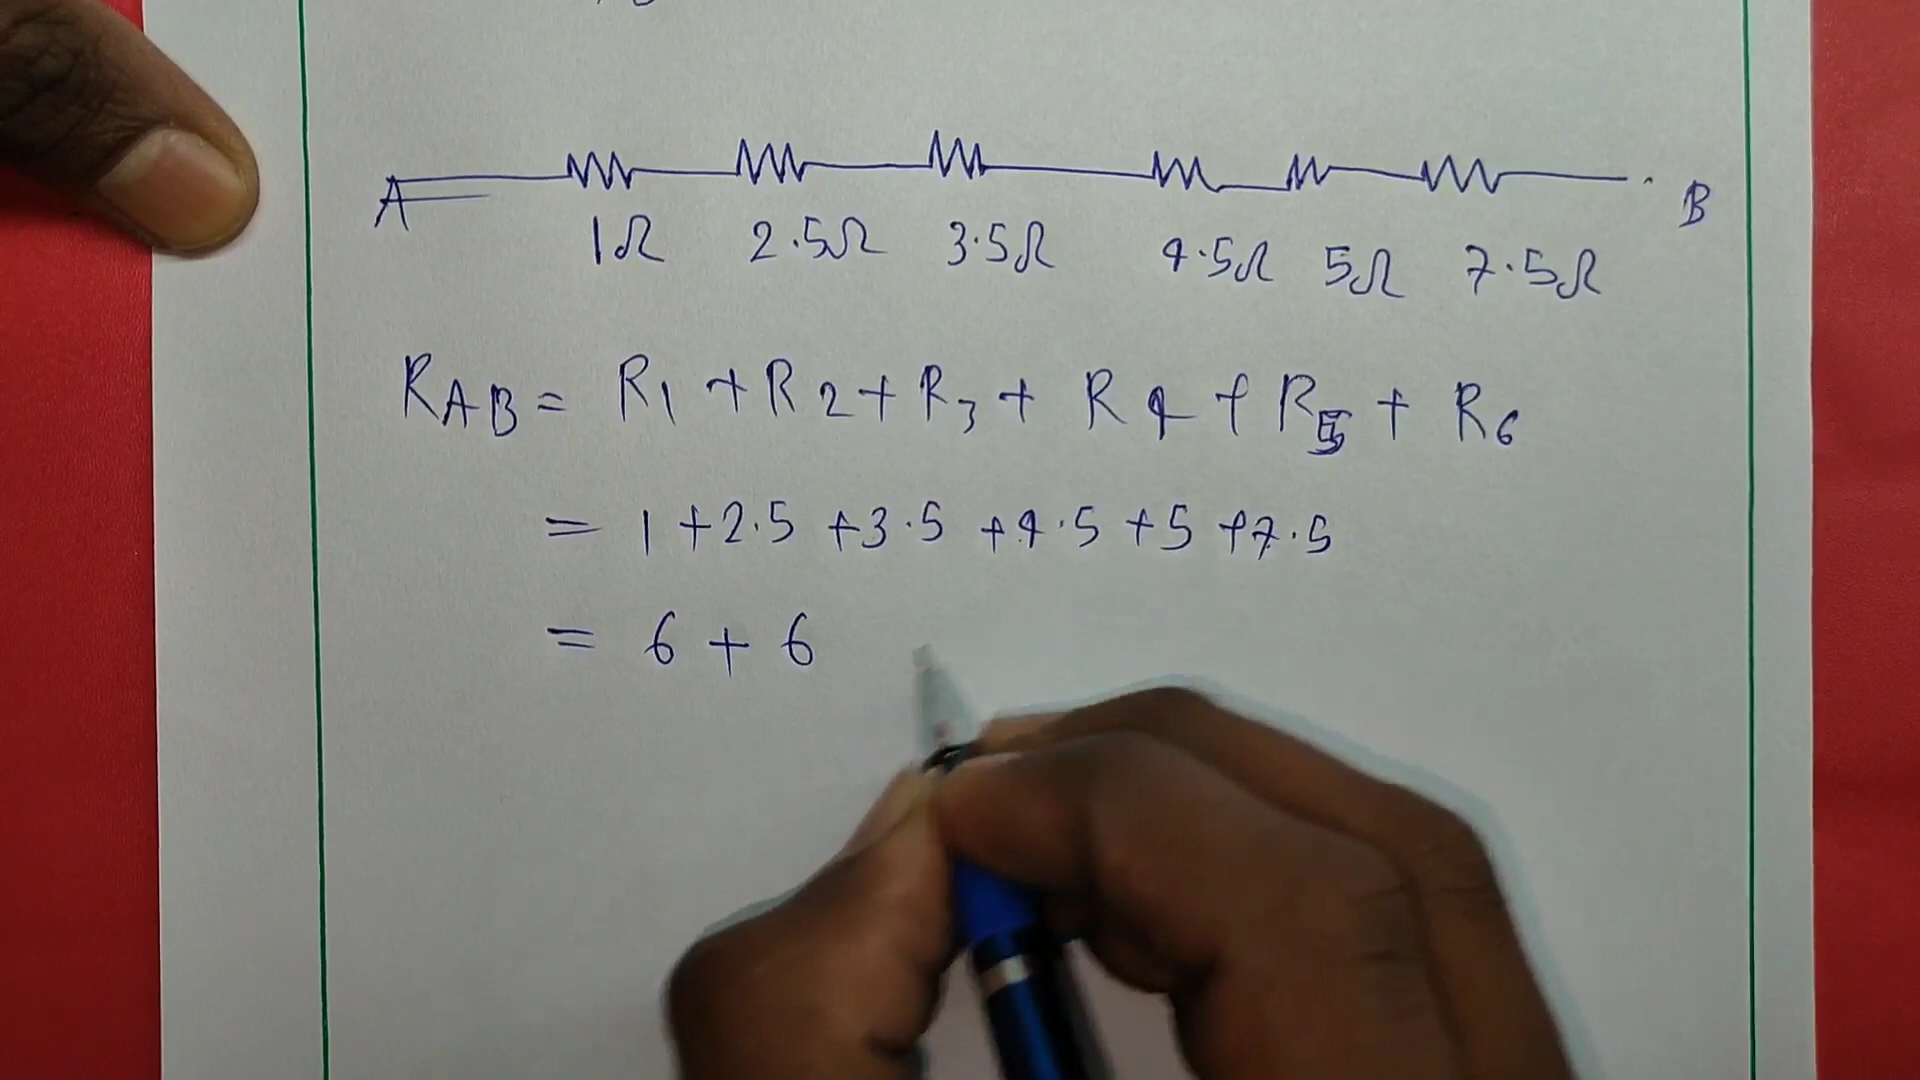 A B
1Ω 2.5Ω 3.5Ω 4.5Ω 5Ω 7.5Ω
RAB = R1 + R2 + R3 + R4 + R5 + R6
= 1 + 2.5 + 3.5 + 4.5 + 5 + 7.5
= 6 + 6